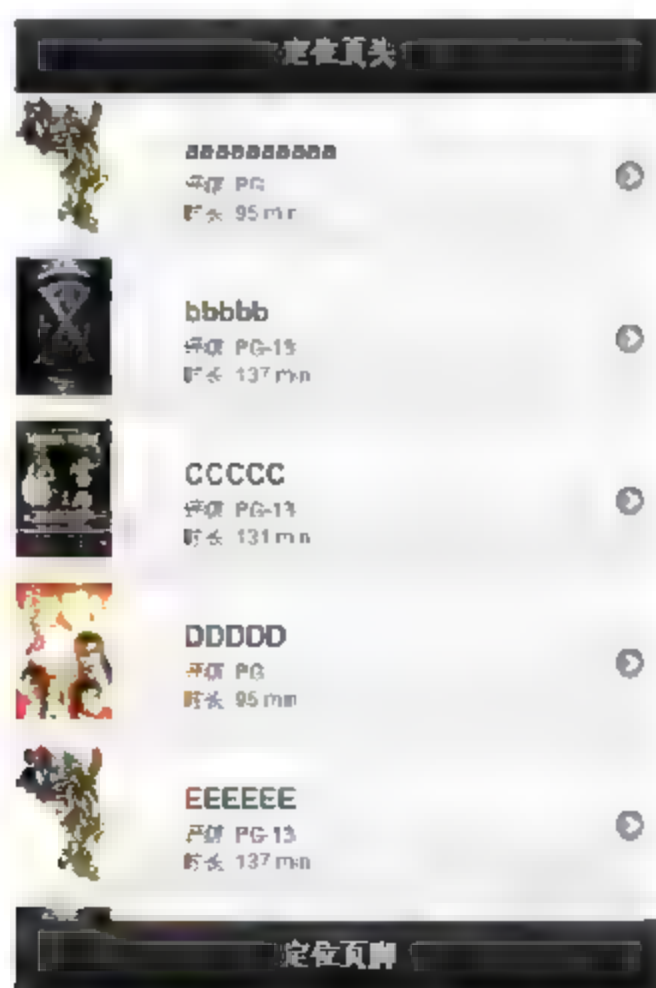 定位页头
aaaaaaaaaa
评级 PG
时长 95 min
bbbbb
评级 PG-13
时长 137 min
CCCCC
评级 PG-13
时长 131 min
DDDDD
评级 PG
时长 95 min
EEEEEE
评级 PG-13
时长 137 min
定位页脚